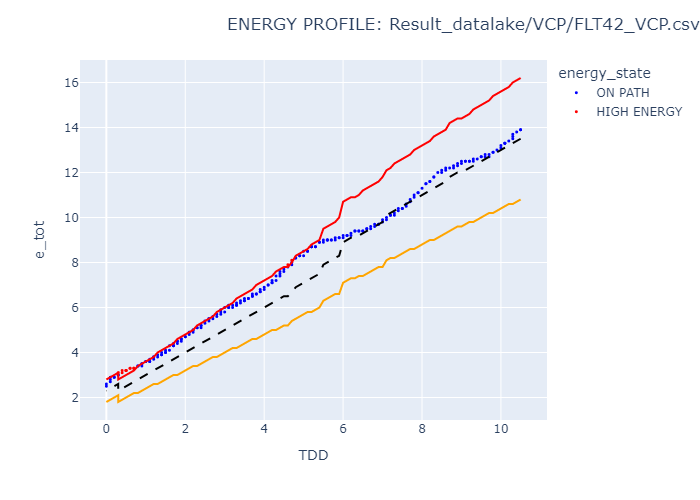 ENERGY PROFILE: Result_datalake/VCP/FLT42_VCP.csv
energy_state
ON PATH
HIGH ENERGY
16
14
12
10
8
6
4
2
e_tot
0
2
4
6
8
10
TDD